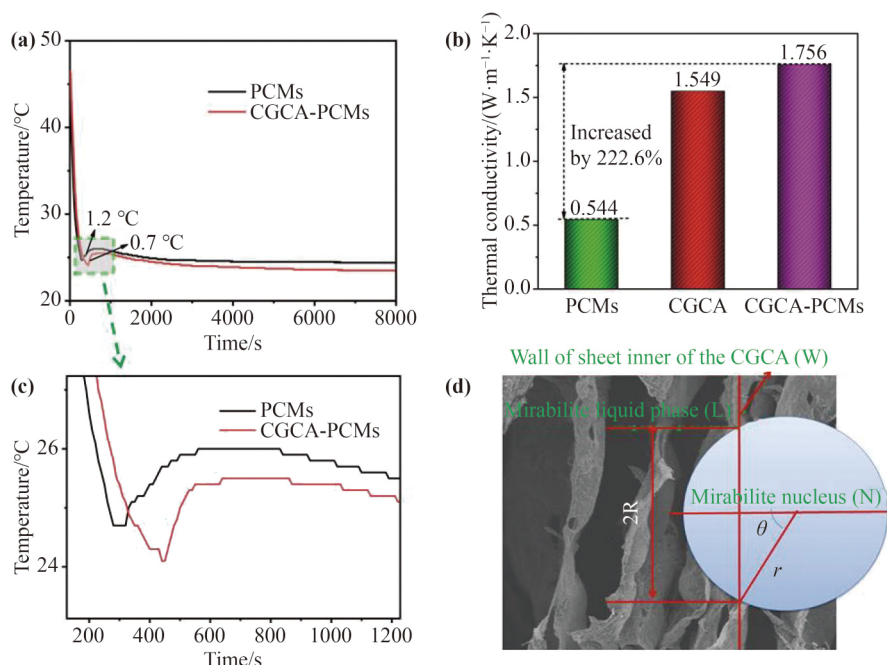 (a)
50
40
30
20
Temperature/°C
PCMs
CGCA-PCMs
1.2 °C
0.7 °C
0
2000
4000
6000
8000
Time/s
(b)
2.0
1.5
1.0
0.5
0.0
Thermal conductivity/(W·m⁻¹·K⁻¹)
1.756
1.549
Increased
by 222.6%
0.544
PCMs
CGCA
CGCA-PCMs
(c)
26
24
Temperature/°C
PCMs
CGCA-PCMs
200
400
600
800
1000
1200
Time/s
Wall of sheet inner of the CGCA (W)
(d)
Mirabilite liquid phase (L)
2R
Mirabilite nucleus (N)
θ
r